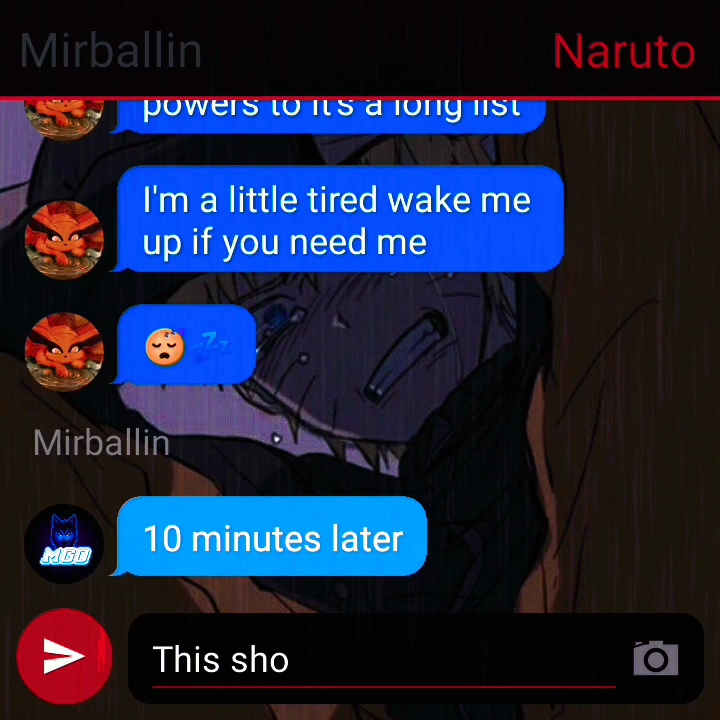 Mirballin
Naruto
powers to it's a long list
I'm a little tired wake me
up if you need me
Mirballin
MGD
10 minutes later
This sho